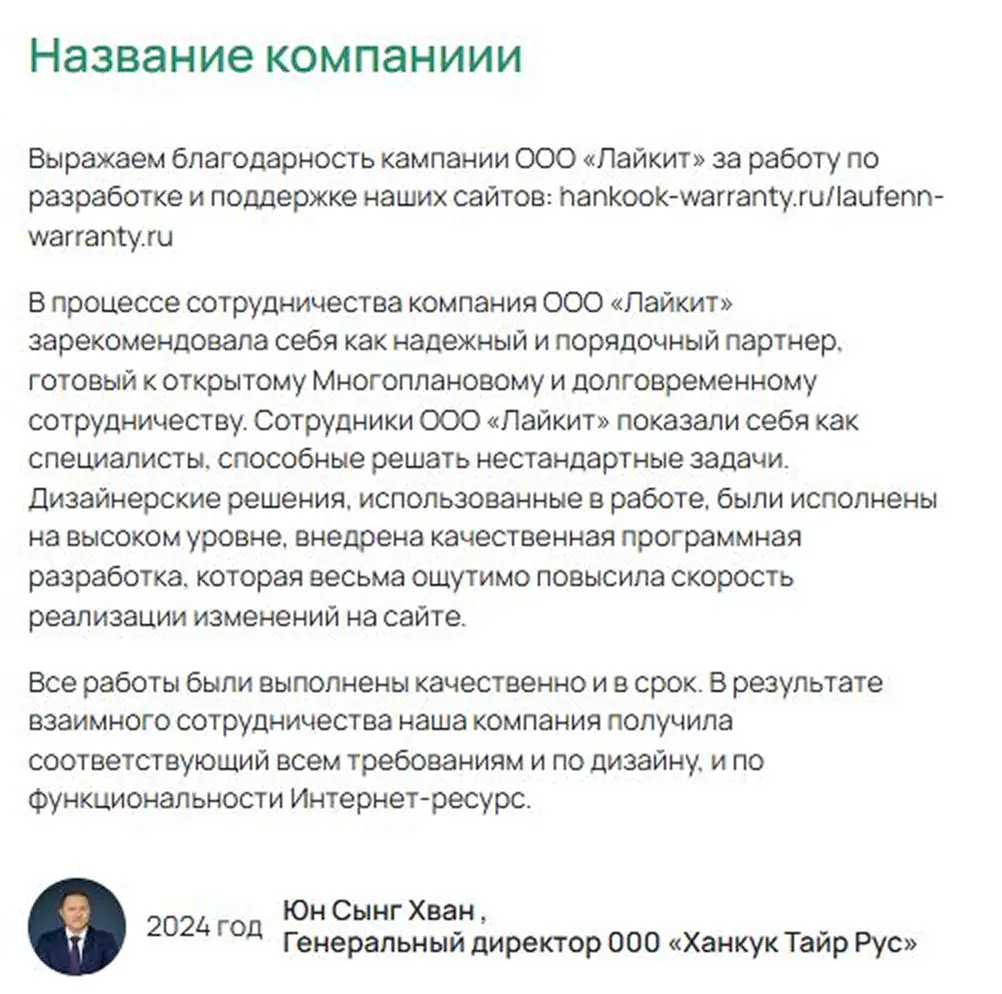 Название компаниии
Выражаем благодарность кампании ООО «Лайкит» за работу по
разработке и поддержке наших сайтов: hankook-warranty.ru/laufenn-
warranty.ru
В процессе сотрудничества компания ООО «Лайкит»
зарекомендовала себя как надежный и порядочный партнер,
готовый к открытому Многоплановому и долговременному
сотрудничеству. Сотрудники ООО «Лайкит» показали себя как
специалисты, способные решать нестандартные задачи.
Дизайнерские решения, использованные в работе, были исполнены
на высоком уровне, внедрена качественная программная
разработка, которая весьма ощутимо повысила скорость
реализации изменений на сайте.
Все работы были выполнены качественно и в срок. В результате
взаимного сотрудничества наша компания получила
соответствующий всем требованиям и по дизайну, и по
функциональности Интернет-ресурс.
2024 год
Юн Сынг Хван ,
Генеральный директор 000 «Ханкук Тайр Рус»